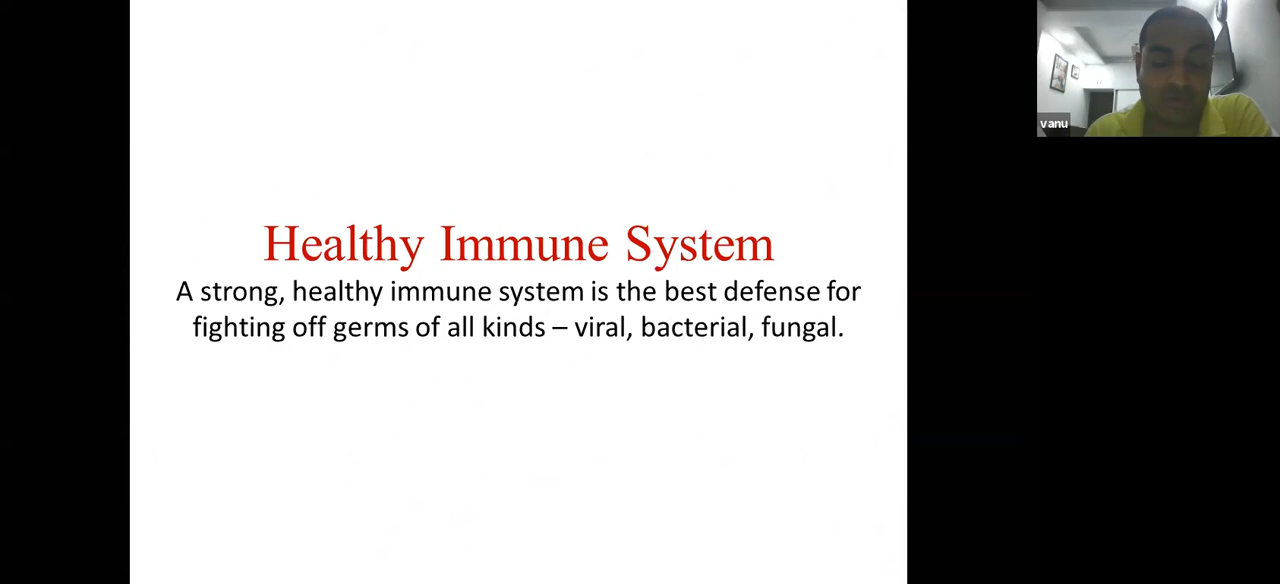 Healthy Immune System
A strong, healthy immune system is the best defense for
fighting off germs of all kinds – viral, bacterial, fungal.
vanu